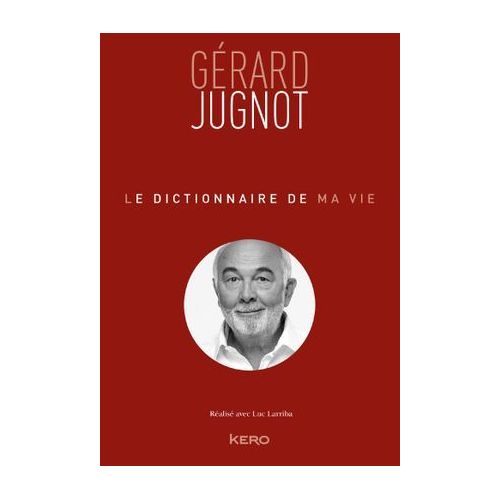 GÉRARD
JUGNOT
LE DICTIONNAIRE DE MA VIE
Réalisé avec Luc Larriba
KERO